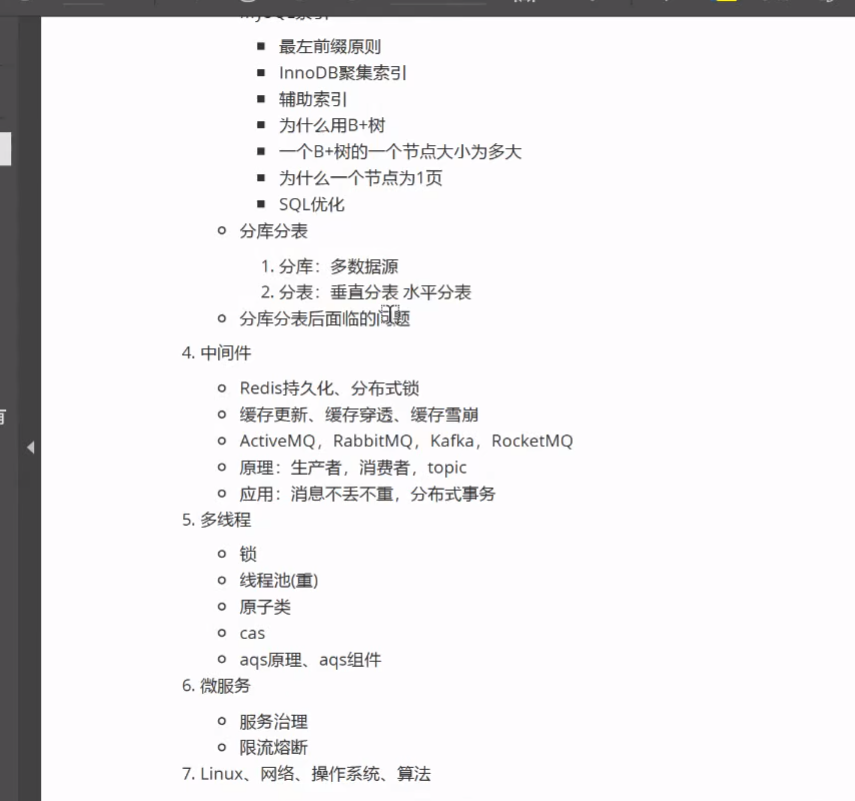 最左前缀原则
InnoDB聚集索引
辅助索引
为什么用B+树
一个B+树的一个节点大小为多大
为什么一个节点为1页
SQL优化
分库分表
1. 分库：多数据源
2. 分表：垂直分表 水平分表
分库分表后面临的问题
4. 中间件
Redis持久化、分布式锁
缓存更新、缓存穿透、缓存雪崩
ActiveMQ，RabbitMQ，Kafka，RocketMQ
原理：生产者，消费者，topic
应用：消息不丢不重，分布式事务
5. 多线程
锁
线程池(重)
原子类
cas
aqs原理、aqs组件
6. 微服务
服务治理
限流熔断
7. Linux、网络、操作系统、算法